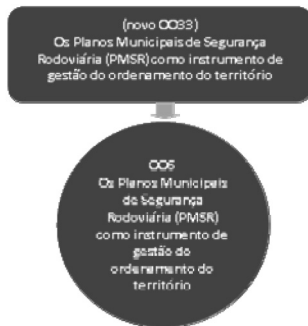 (novo OO33)
Os Planos Municipais de Segurança
Rodoviária (PMSR) como instrumento de
gestão do ordenamento do território
OO5
Os Planos Municipais
de Segurança
Rodoviária (PMSR)
como instrumento de
gestão do
ordenamento do
território